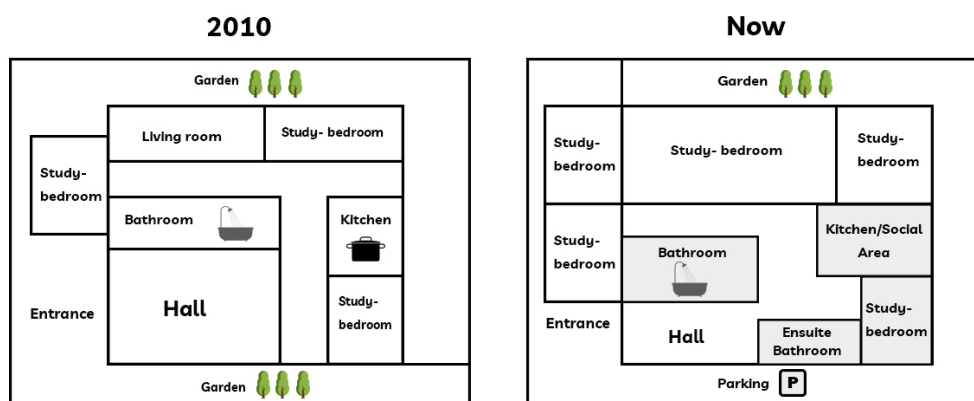 2010
Garden
Living room
Study- bedroom
Study-
bedroom
Bathroom
Kitchen
Hall
Study-
bedroom
Entrance
Garden
Now
Garden
Study-
bedroom
Study- bedroom
Study-
bedroom
Study-
bedroom
Bathroom
Kitchen/Social
Area
Study-
bedroom
Entrance
Hall
Ensuite
Bathroom
Parking P